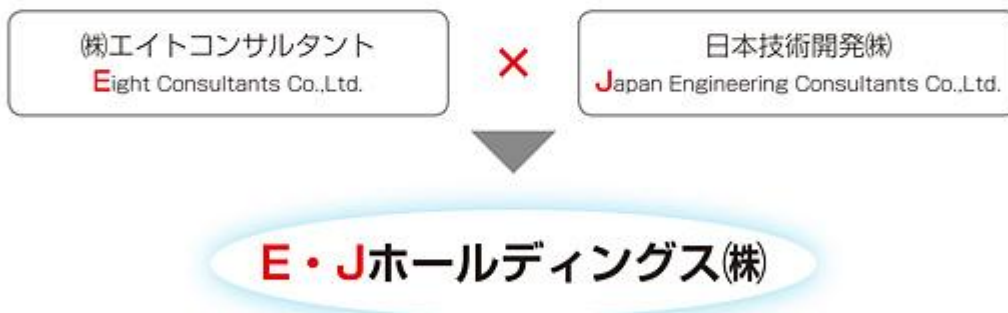 ㈱エイトコンサルタント
Eight Consultants Co.,Ltd.
×
日本技術開発㈱
Japan Engineering Consultants Co.,Ltd.
E・Jホールディングス㈱